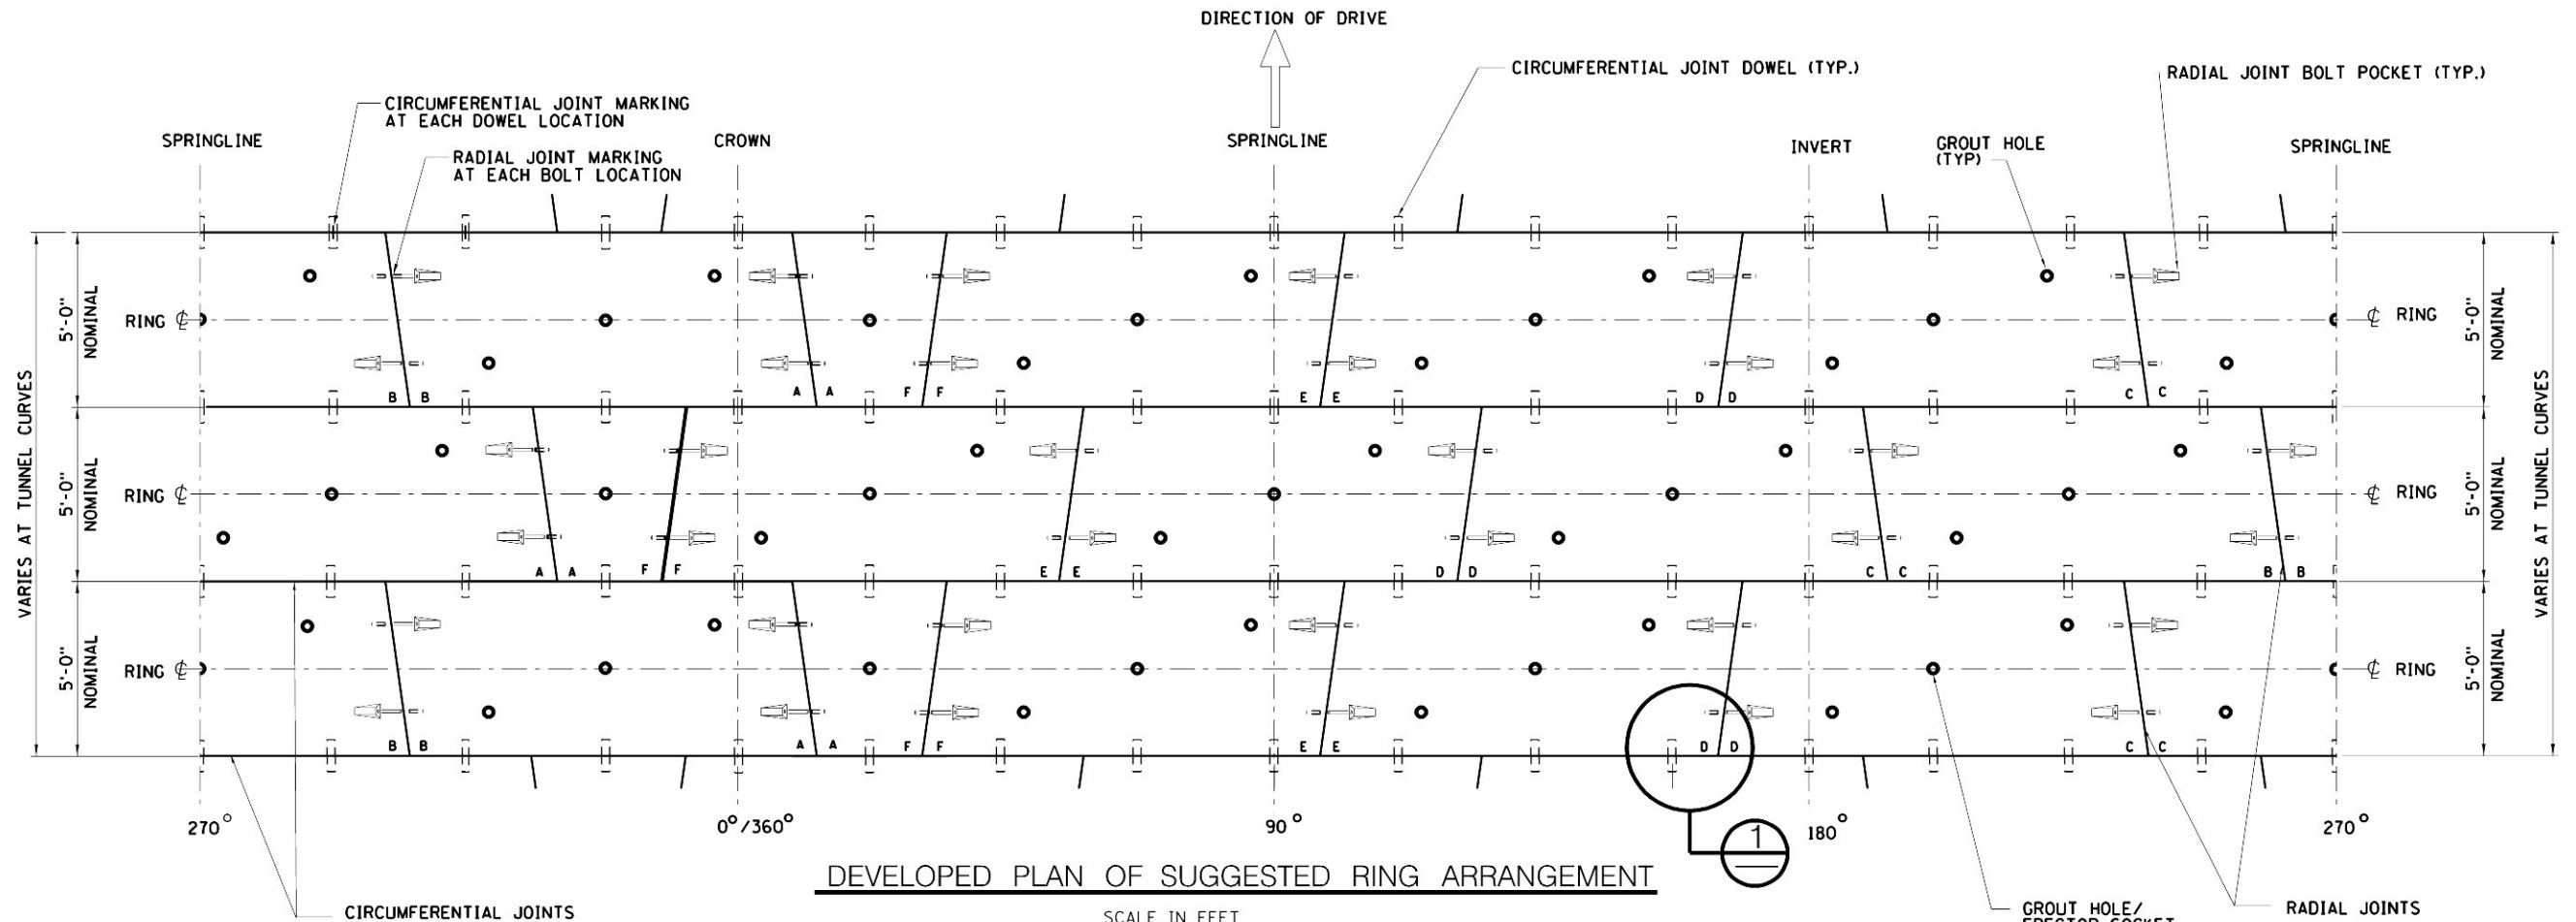 DIRECTION OF DRIVE
CIRCUMFERENTIAL JOINT DOWEL (TYP.)
RADIAL JOINT BOLT POCKET (TYP.)
CIRCUMFERENTIAL JOINT MARKING
AT EACH DOWEL LOCATION
SPRINGLINE
CROWN
SPRINGLINE
INVERT
GROUT HOLE
(TYP)
SPRINGLINE
RADIAL JOINT MARKING
AT EACH BOLT LOCATION
VARIES AT TUNNEL CURVES
5'-0"
NOMINAL
RING ℄
℄ RING
5'-0"
NOMINAL
VARIES AT TUNNEL CURVES
B B A A F F E E D D C C
5'-0"
NOMINAL
RING ℄
℄ RING
5'-0"
NOMINAL
A A F F E E D D C C B B
5'-0"
NOMINAL
RING ℄
℄ RING
5'-0"
NOMINAL
B B A A F F E E D D C C
270°
0°/360°
90°
180°
270°
1
DEVELOPED PLAN OF SUGGESTED RING ARRANGEMENT
CIRCUMFERENTIAL JOINTS
SCALE IN FEET
GROUT HOLE/
ERECTOR SOCKET
RADIAL JOINTS